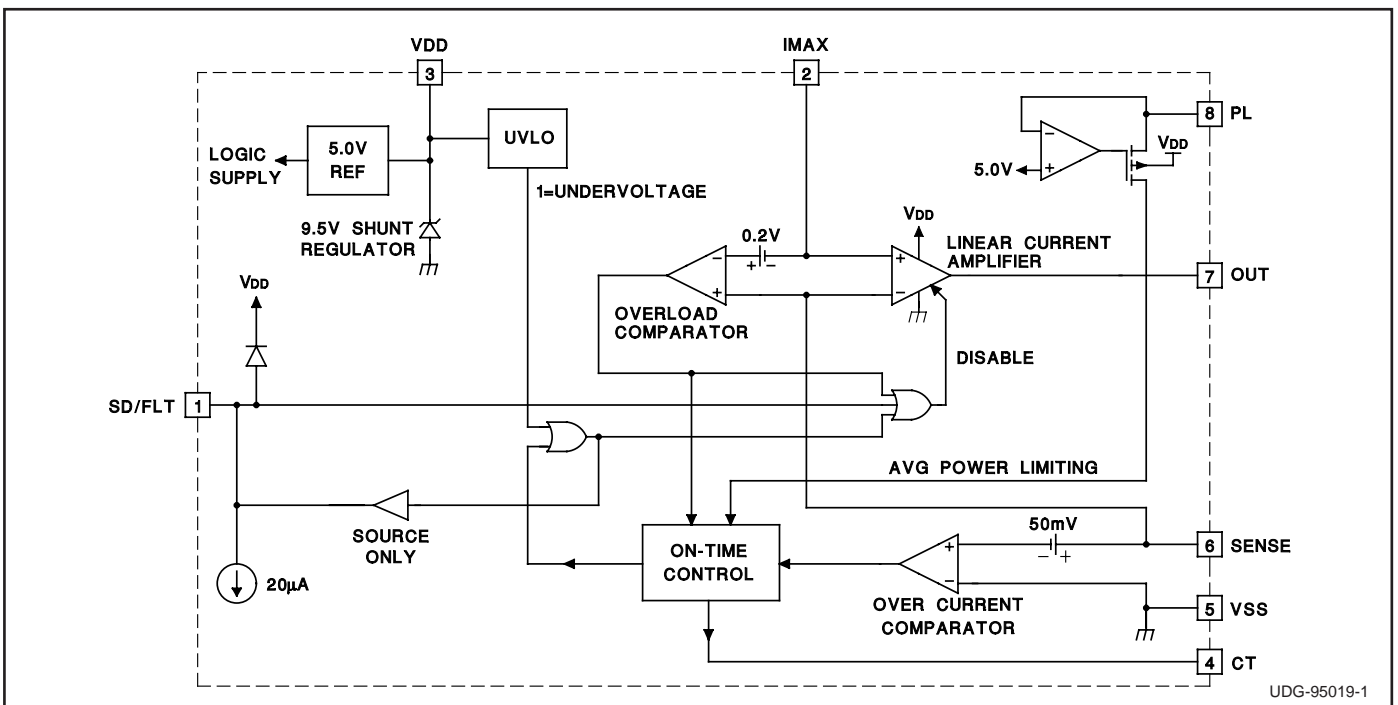 VDD
IMAX
3
2
8 PL
UVLO
5.0V
REF
LOGIC
SUPPLY
VDD
5.0V
- +
1=UNDERVOLTAGE
9.5V SHUNT
REGULATOR
VDD
0.2V
+ -
LINEAR CURRENT
AMPLIFIER
- +
+ -
7 OUT
VDD
OVERLOAD
COMPARATOR
DISABLE
SD/FLT 1
AVG POWER LIMITING
SOURCE
ONLY
50mV
- +
ON-TIME
CONTROL
+ -
6 SENSE
20µA
OVER CURRENT
COMPARATOR
5 VSS
4 CT
UDG-95019-1